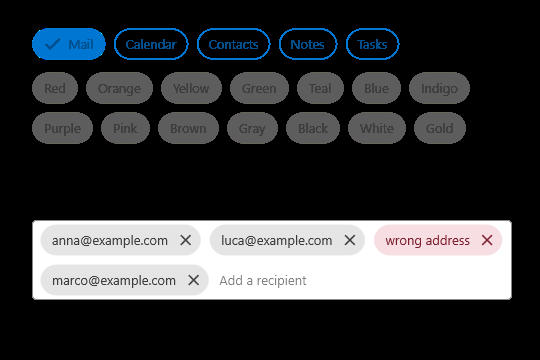 Mail Calendar Contacts Notes Tasks
Red Orange Yellow Green Teal Blue Indigo
Purple Pink Brown Gray Black White Gold
anna@example.com luca@example.com wrong address
marco@example.com Add a recipient